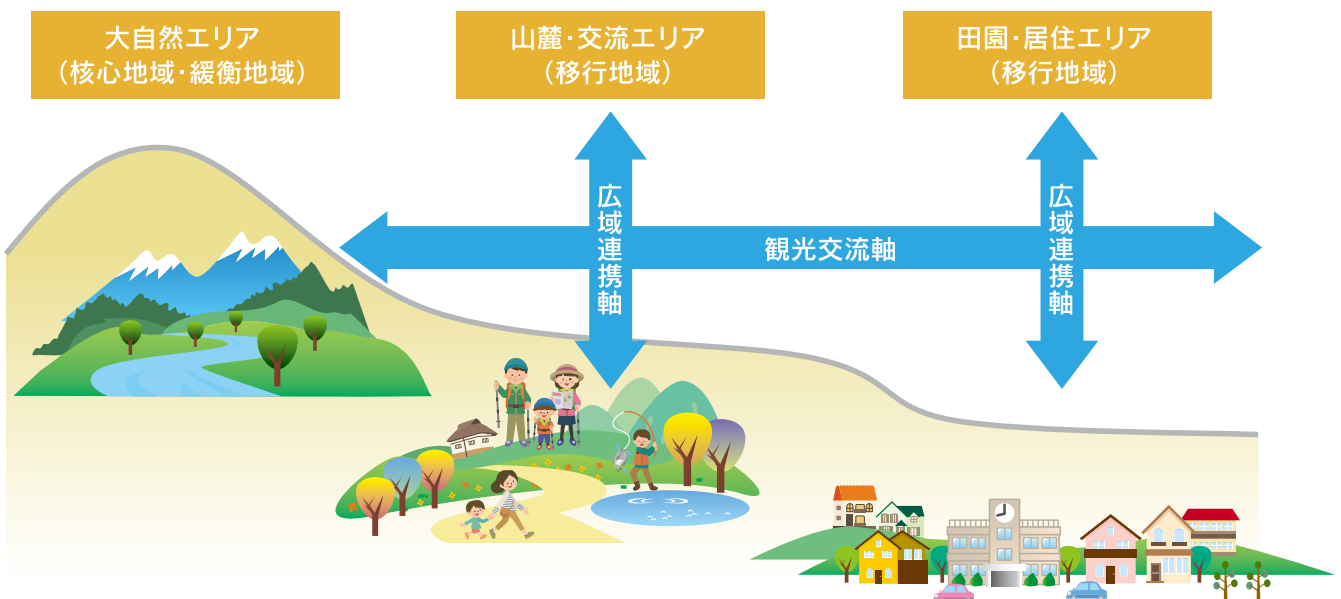 大自然エリア
（核心地域・緩衝地域）
山麓・交流エリア
（移行地域）
田園・居住エリア
（移行地域）
広域連携軸
観光交流軸
広域連携軸